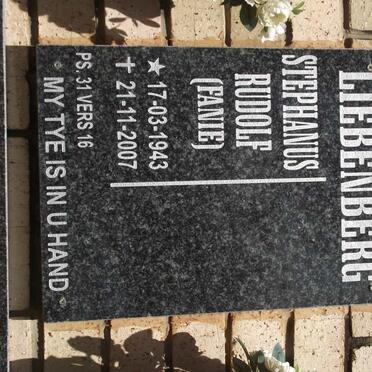 LIEBENBERG
STEPHANUS
RUDOLF
(FANIE)
★ 17-03-1943
✝ 21-11-2007
PS. 31 VERS 16
MY TYE IS IN U HAND